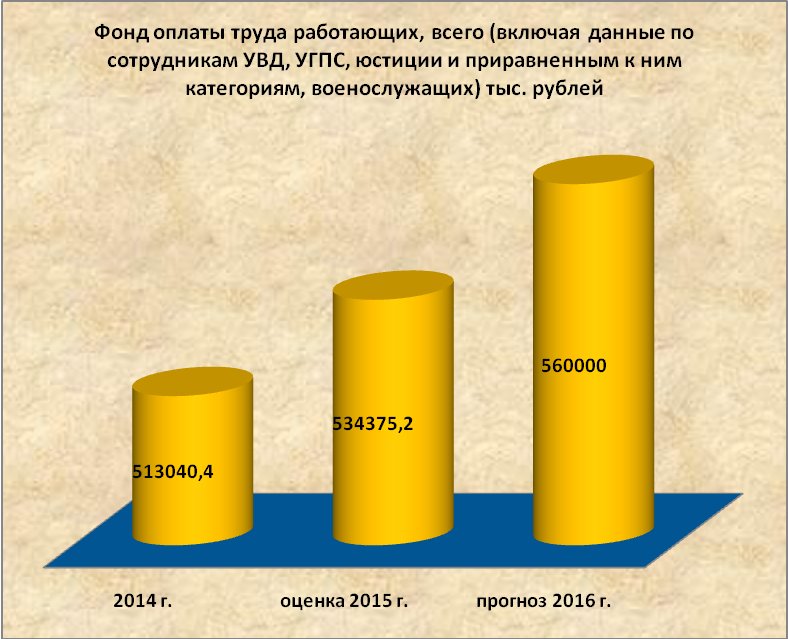 Фонд оплаты труда работающих, всего (включая данные по
сотрудникам УВД, УГПС, юстиции и приравненным к ним
категориям, военослужащих) тыс. рублей
560000
534375,2
513040,4
2014 г. оценка 2015 г. прогноз 2016 г.